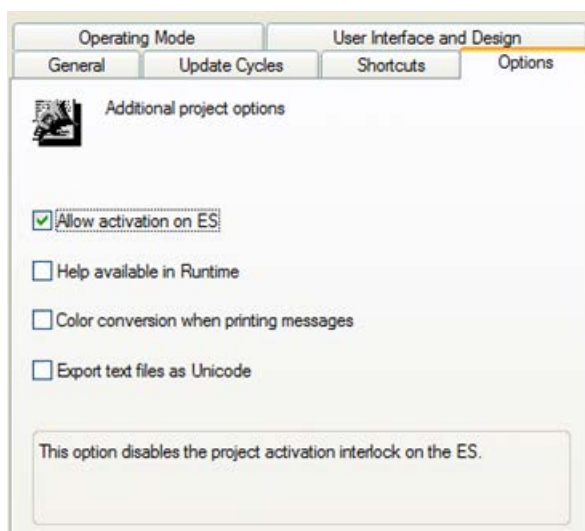 Operating Mode
User Interface and Design
General
Update Cycles
Shortcuts
Options
Additional project options
Allow activation on ES
Help available in Runtime
Color conversion when printing messages
Export text files as Unicode
This option disables the project activation interlock on the ES.